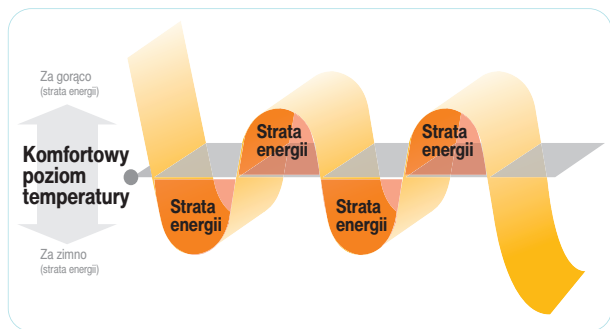 Za gorąco
(strata energii)
Komfortowy
poziom
temperatury
Za zimno
(strata energii)
Strata
energii
Strata
energii
Strata
energii
Strata
energii